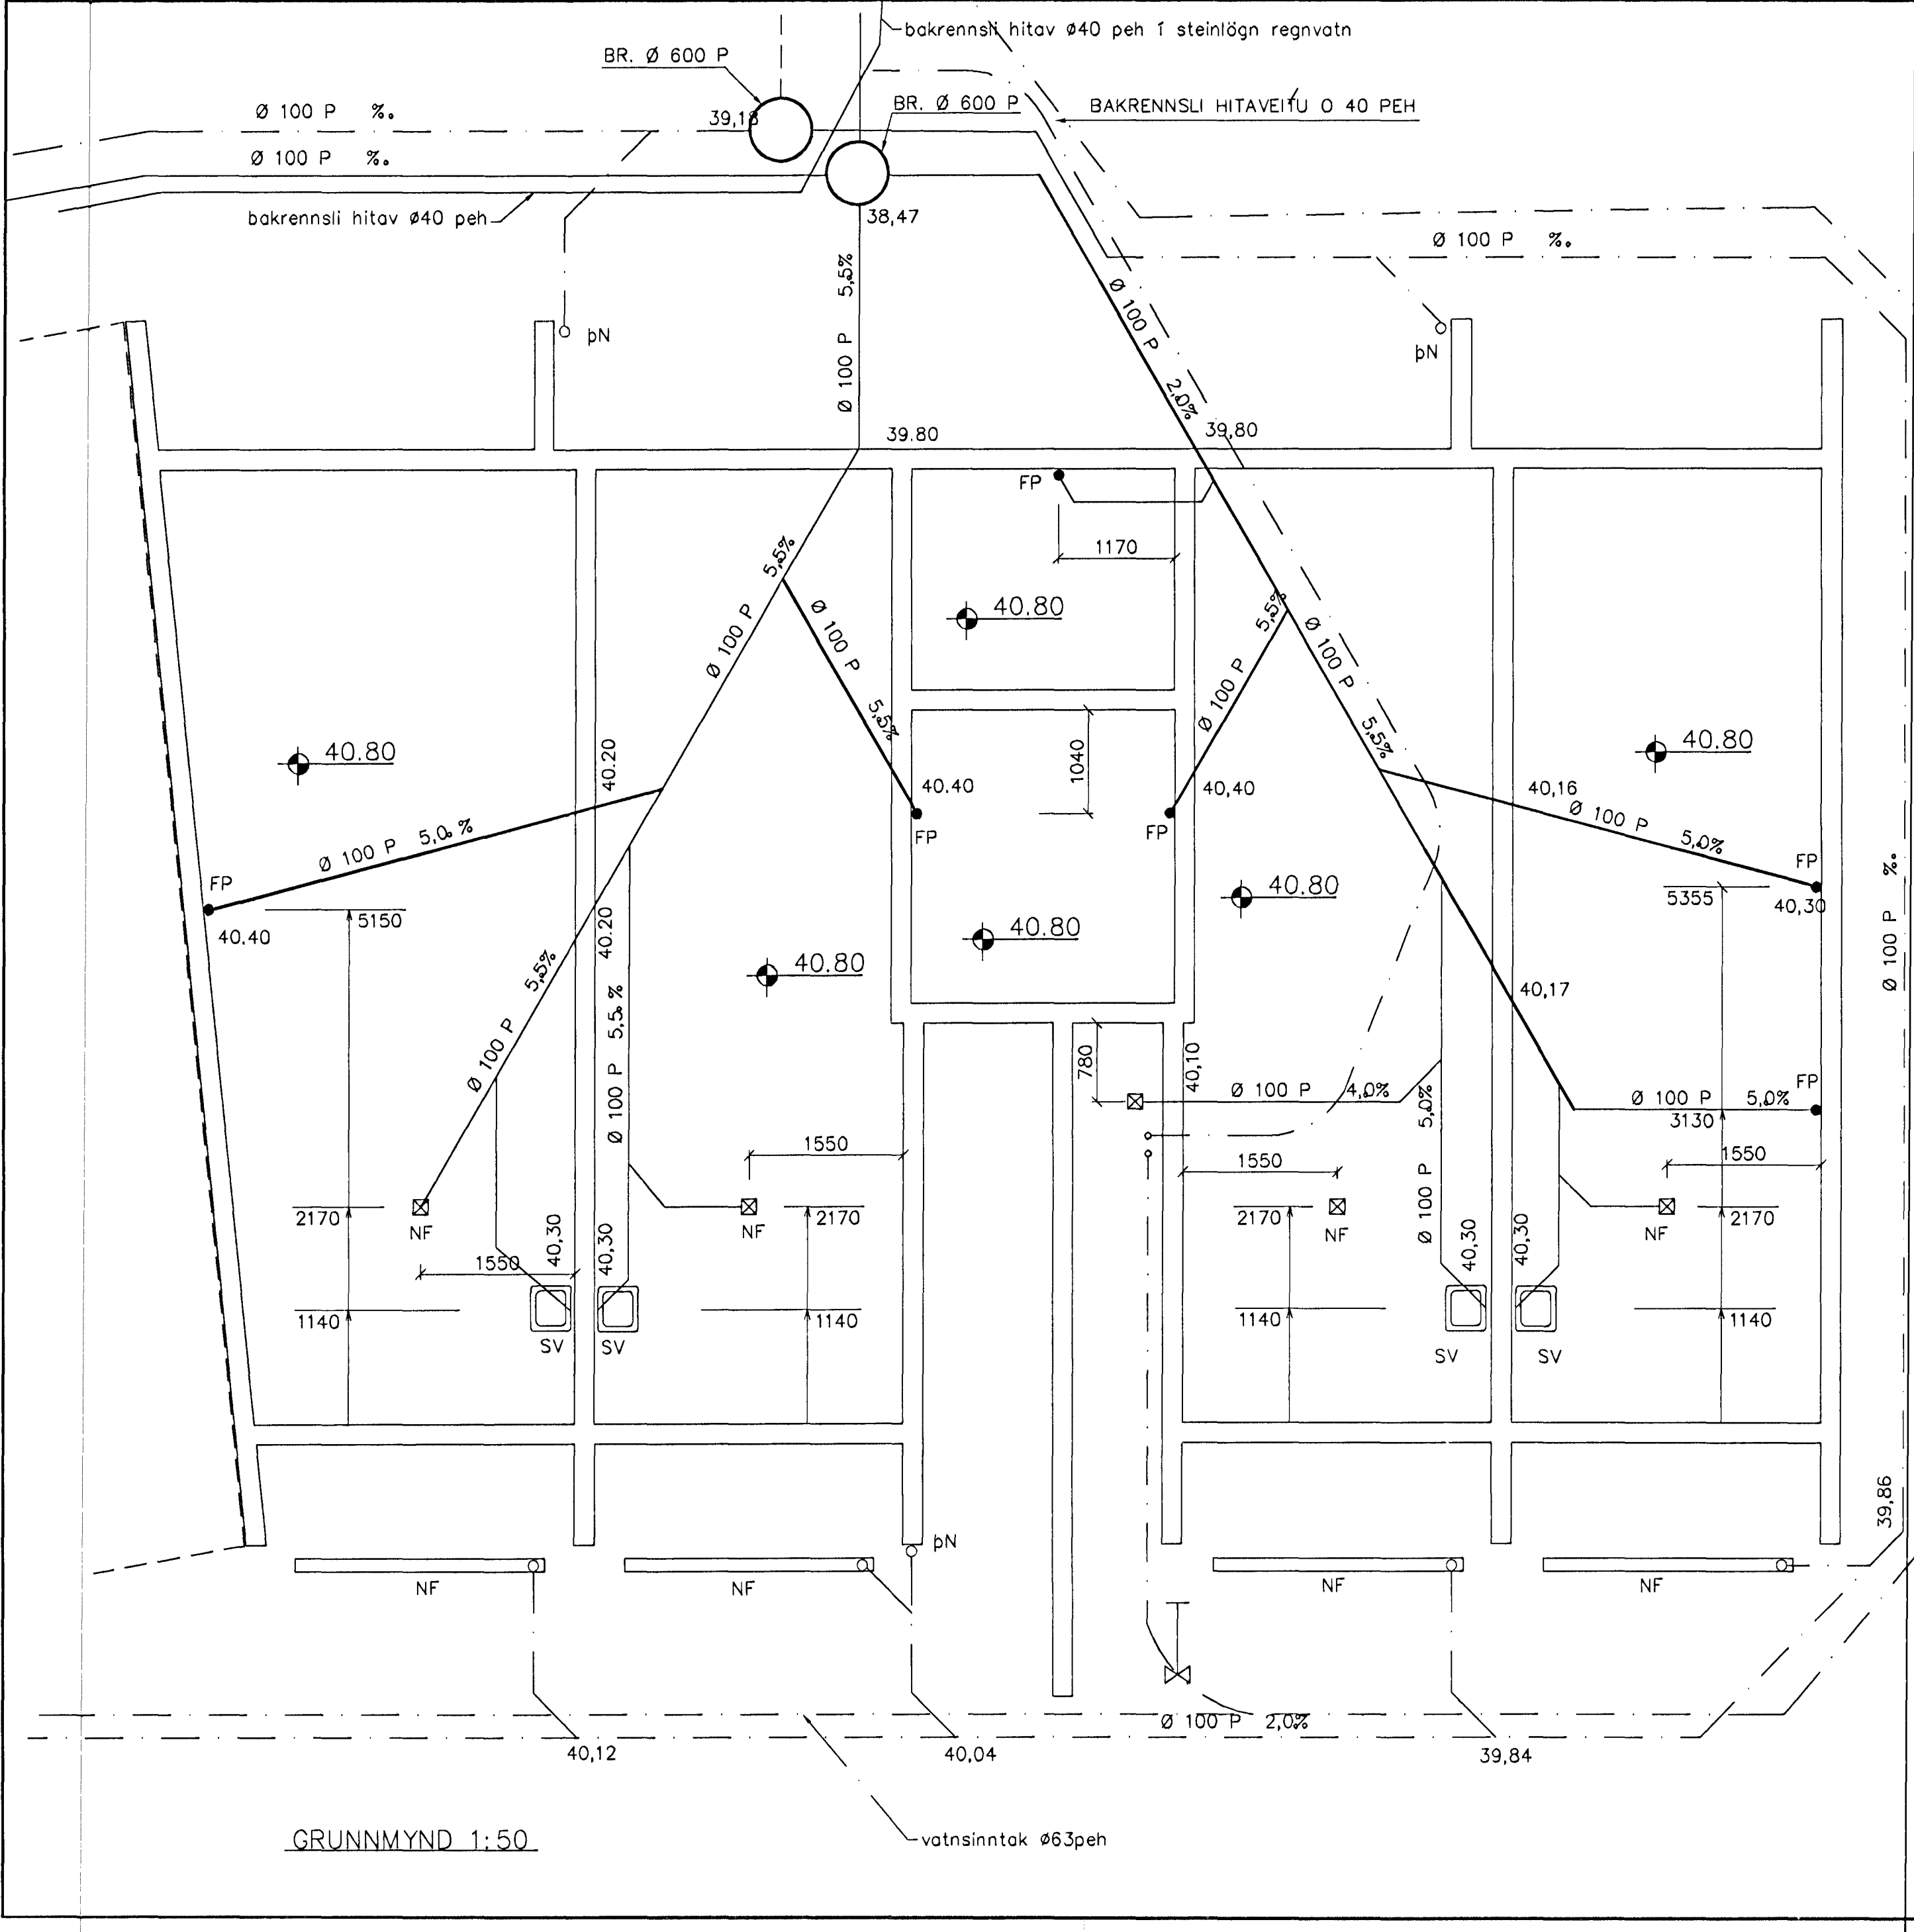 bakrennsli hitav ø40 peh í steinlögn regnvatn
BR. Ø 600 P
BR. Ø 600 P
BAKRENNSLI HITAVEITU O 40 PEH
Ø 100 P ‰
39,18
Ø 100 P ‰
bakrennsli hitav ø40 peh
38,47
Ø 100 P ‰
Ø 100 P 5,5%
Ø 100 P 2,0%
þN
þN
39.80
39,80
FP
1170
5,5%
Ø 100 P
Ø 100 P 5,5%
40.80
5,5%
Ø 100 P
Ø 100 P 5,5%
40.80
40.20
1040
40.80
40.40
FP
40,40
FP
40,16
Ø 100 P 5,0%
Ø 100 P 5,0%
FP
40.40
5150
40.80
FP
5355
40,30
Ø 100 P ‰
40.20
40.80
40.80
5,5%
Ø 100 P
Ø 100 P 5,5%
40,17
780
40,10
Ø 100 P 4,0%
Ø 100 P 5,0%
FP
Ø 100 P 5,0%
3130
1550
1550
1550
2170
NF
NF
2170
2170
NF
NF
2170
1550
40,30
40,30
40,30
40,30
1140
SV
SV
1140
1140
SV
SV
1140
39,86
þN
NF
NF
NF
NF
Ø 100 P 2,0%
40,12
40,04
39,84
GRUNNMYND 1:50
vatnsinntak ø63peh